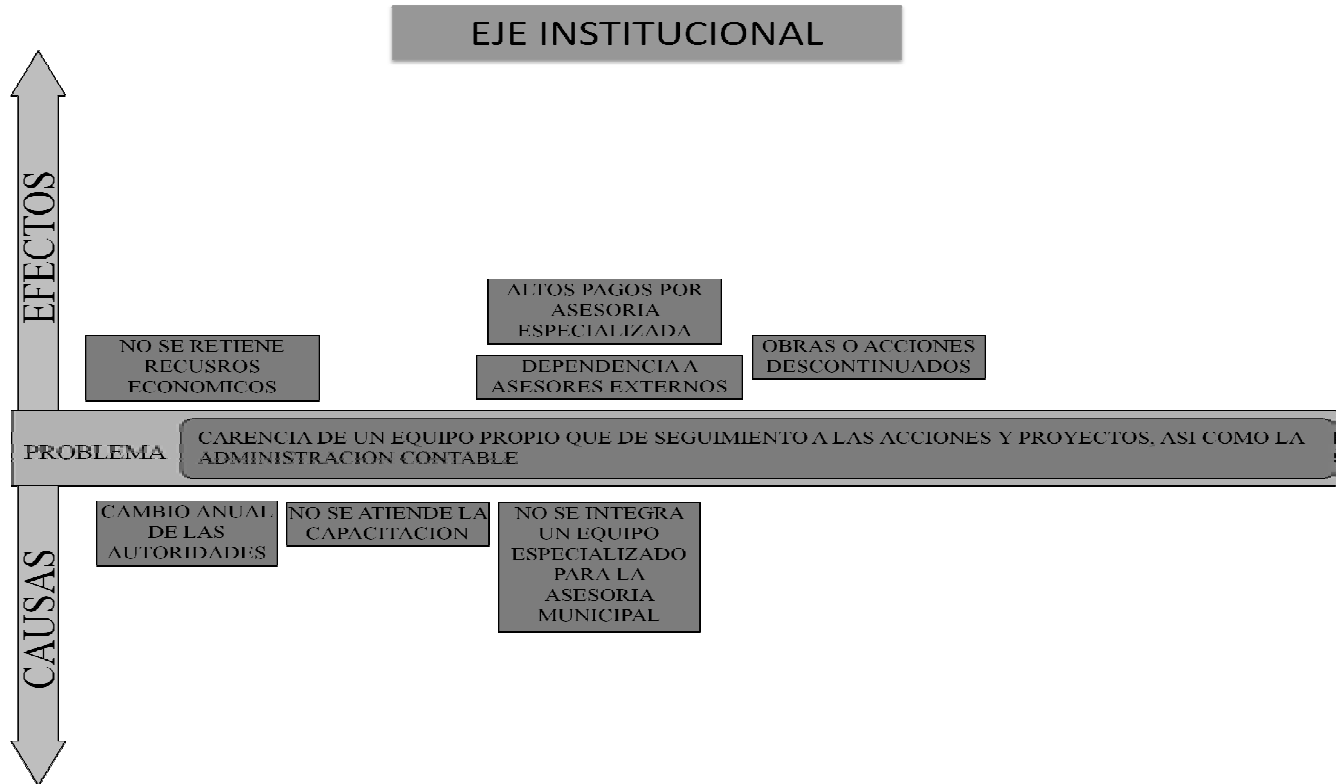 EJE INSTITUCIONAL
EFECTOS
ALTOS PAGOS POR
ASESORIA
ESPECIALIZADA
NO SE RETIENE
RECUSROS
ECONOMICOS
DEPENDENCIA A
ASESORES EXTERNOS
OBRAS O ACCIONES
DESCONTINUADOS
PROBLEMA
CARENCIA DE UN EQUIPO PROPIO QUE DE SEGUIMIENTO A LAS ACCIONES Y PROYECTOS, ASI COMO LA
ADMINISTRACION CONTABLE
CAUSAS
CAMBIO ANUAL
DE LAS
AUTORIDADES
NO SE ATIENDE LA
CAPACITACION
NO SE INTEGRA
UN EQUIPO
ESPECIALIZADO
PARA LA
ASESORIA
MUNICIPAL